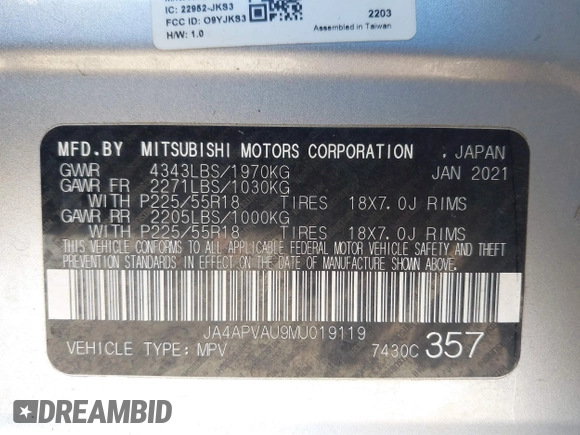 IC: 22952-JKS3
FCC ID: O9YJKS3
H/W: 1.0
2203
Assembled in Taiwan
MFD.BY MITSUBISHI MOTORS CORPORATION , JAPAN
GVWR 4343LBS/1970KG JAN 2021
GAWR FR 2271LBS/1030KG
WITH P225/55R18 TIRES 18X7.0J RIMS
GAWR RR 2205LBS/1000KG
WITH P225/55R18 TIRES 18X7.0J RIMS
THIS VEHICLE CONFORMS TO ALL APPLICABLE FEDERAL MOTOR VEHICLE SAFETY AND THEFT
PREVENTION STANDARDS IN EFFECT ON THE DATE OF MANUFACTURE SHOWN ABOVE.
JA4APVAU9MU019119
VEHICLE TYPE: MPV 7430C 357
DREAMBID